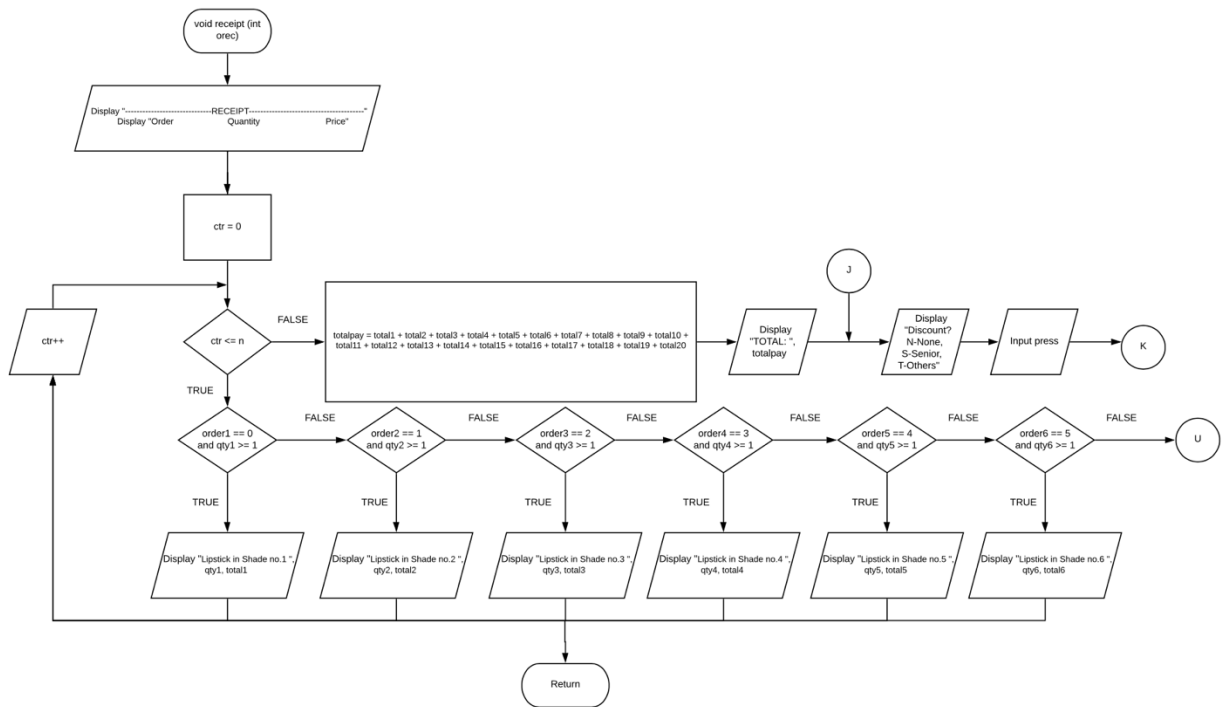 void receipt (int
orec)
Display "------------------------------RECEIPT----------------------------------------"
Display "Order Quantity Price"
ctr = 0
J
ctr++
ctr <= n
FALSE
totalpay = total1 + total2 + total3 + total4 + total5 + total6 + total7 + total8 + total9 + total10 +
total11 + total12 + total13 + total14 + total15 + total16 + total17 + total18 + total19 + total20
Display
"TOTAL: ",
totalpay
Display
"Discount?
N-None,
S-Senior,
T-Others"
Input press
K
TRUE
order1 == 0
and qty1 >= 1
FALSE
order2 == 1
and qty2 >= 1
FALSE
order3 == 2
and qty3 >= 1
FALSE
order4 == 3
and qty4 >= 1
FALSE
order5 == 4
and qty5 >= 1
FALSE
order6 == 5
and qty6 >= 1
FALSE
U
TRUE
TRUE
TRUE
TRUE
TRUE
TRUE
Display "Lipstick in Shade no.1 ",
qty1, total1
Display "Lipstick in Shade no.2 ",
qty2, total2
Display "Lipstick in Shade no.3 ",
qty3, total3
Display "Lipstick in Shade no.4 ",
qty4, total4
Display "Lipstick in Shade no.5 ",
qty5, total5
Display "Lipstick in Shade no.6 ",
qty6, total6
Return